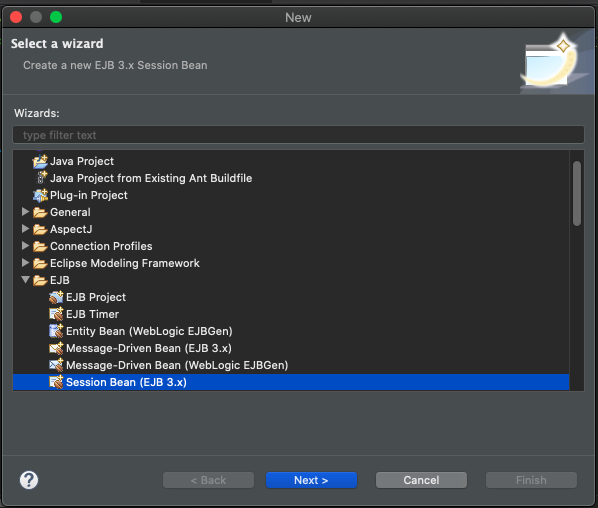 New
Select a wizard
Create a new EJB 3.x Session Bean
Wizards:
type filter text
Java Project
Java Project from Existing Ant Buildfile
Plug-in Project
General
AspectJ
Connection Profiles
Eclipse Modeling Framework
EJB
EJB Project
EJB Timer
Entity Bean (WebLogic EJBGen)
Message-Driven Bean (EJB 3.x)
Message-Driven Bean (WebLogic EJBGen)
Session Bean (EJB 3.x)
? < Back Next > Cancel Finish